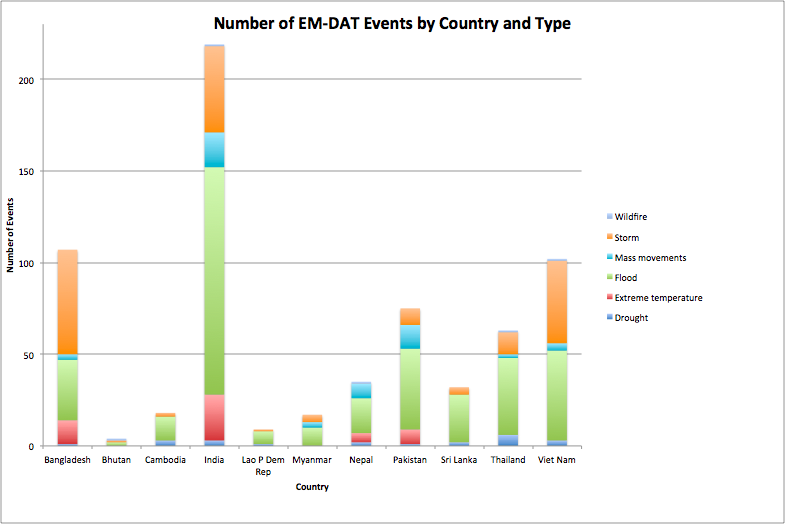 Number of EM-DAT Events by Country and Type
200
150
100
50
0
Number of Events
Bangladesh
Bhutan
Cambodia
India
Lao P Dem
Rep
Myanmar
Nepal
Pakistan
Sri Lanka
Thailand
Viet Nam
Country
Wildfire
Storm
Mass movements
Flood
Extreme temperature
Drought